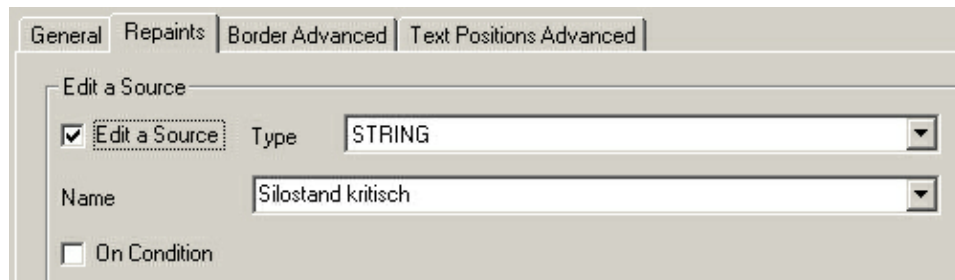 General Repaints Border Advanced Text Positions Advanced
Edit a Source
Edit a Source Type STRING
Name Silostand kritisch
On Condition